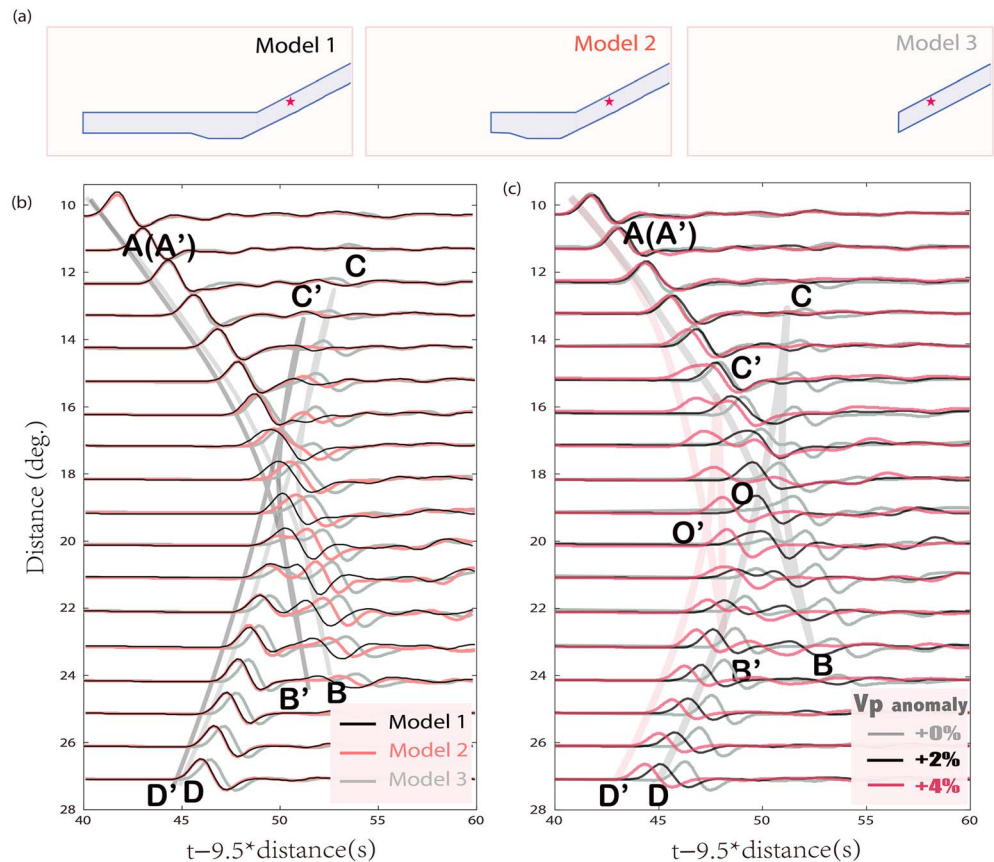 (a)
Model 1
Model 2
Model 3
(b)
(c)
10
12
14
16
18
20
22
24
26
28
Distance (deg.)
A(A')
C
C'
B'
B
D'
D
Model 1
Model 2
Model 3
40
45
50
55
60
t−9.5*distance(s)
10
12
14
16
18
20
22
24
26
28
A(A')
C
C'
O
O'
B'
B
D'
D
Vp anomaly
+0%
+2%
+4%
40
45
50
55
60
t−9.5*distance(s)